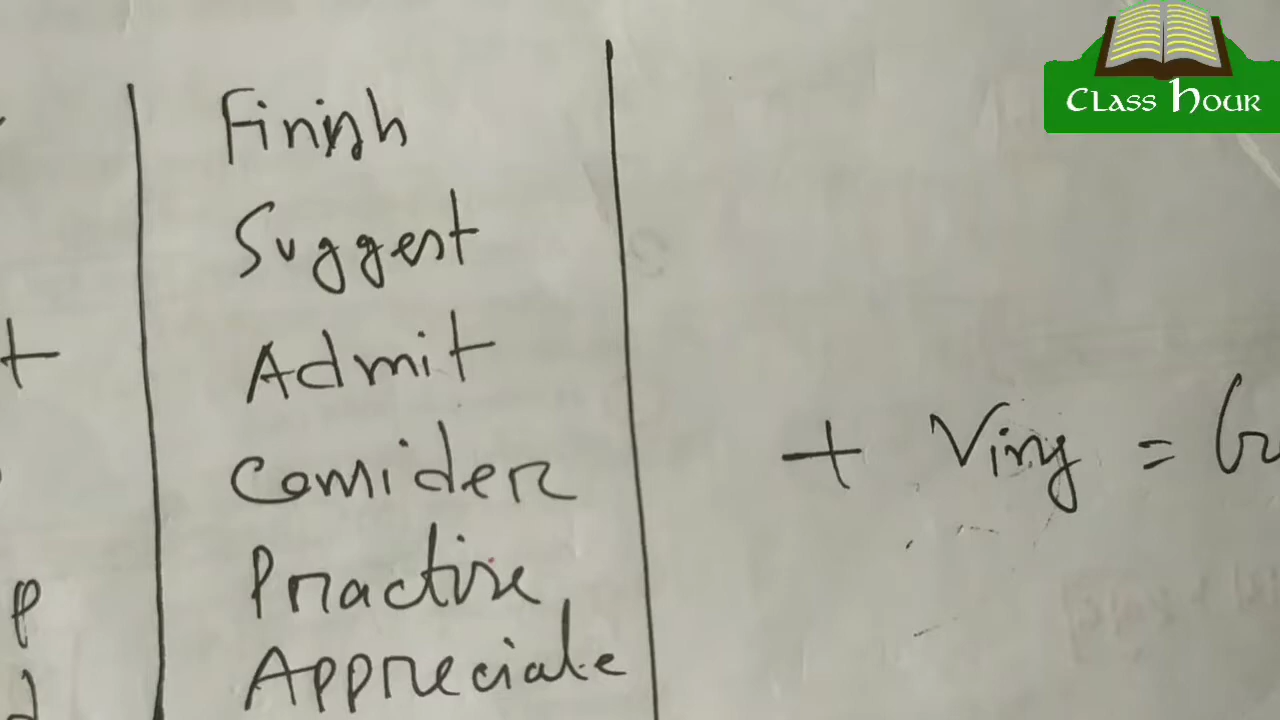 CLASS HOUR
Finish
Suggest
Admit
+ Ving =
Consider
Practise
p
Appreciate
d